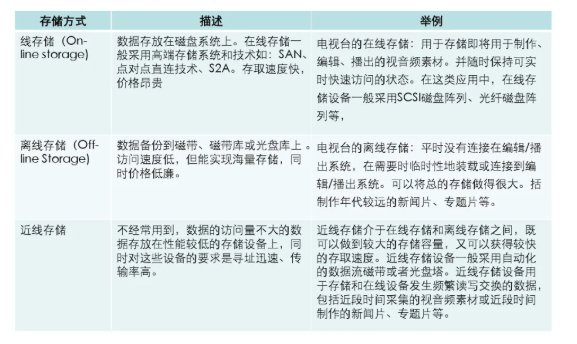 存储方式
描述
举例
线存储（On-
line storage）
数据存放在磁盘系统上。在线存储一
般采用高端存储系统和技术如：SAN、
点对点直连技术、S2A。存取速度快，
价格昂贵
电视台的在线存储：用于存储即将用于制作、
编辑、播出的视音频素材。并随时保持可实
时快速访问的状态。在这类应用中，在线存
储设备一般采用SCSI磁盘阵列、光纤磁盘阵
列等，
离线存储（Off-
line Storage）
数据备份到磁带、磁带库或光盘库上。
访问速度低，但能实现海量存储，同
时价格低廉。
电视台的离线存储：平时没有连接在编辑/播
出系统，在需要时临时性地装载或连接到编
辑/播出系统。可以将总的存储做得很大。括
制作年代较远的新闻片、专题片等。
近线存储
不经常用到，数据的访问量不大的数
据存放在性能较低的存储设备上，同
时对这些设备的要求是寻址迅速、传
输率高。
近线存储介于在线存储和离线存储之间，既
可以做到较大的存储容量，又可以获得较快
的存取速度。近线存储设备一般采用自动化
的数据流磁带或者光盘塔。近线存储设备用
于存储和在线设备发生频繁读写交换的数据，
包括近段时间采集的视音频素材或近段时间
制作的新闻片、专题片等。